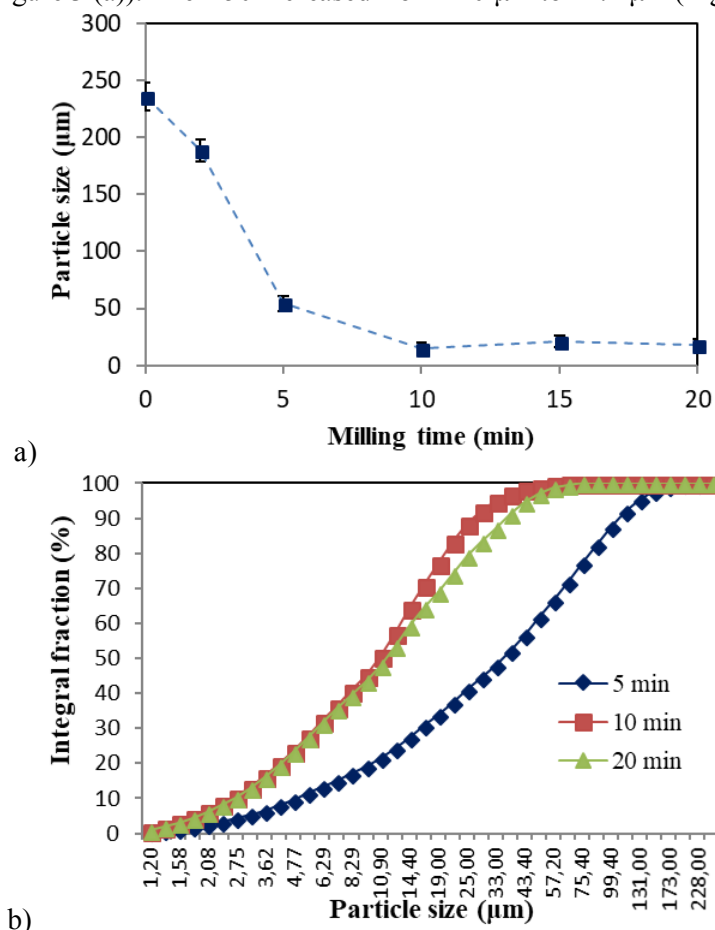 300
250
200
150
100
50
0
Particle size (µm)
0 5 10 15 20
Milling time (min)
a)
100
90
80
70
60
50
40
30
20
10
0
Integral fraction (%)
5 min
10 min
20 min
1,20 1,58 2,08 2,75 3,62 4,77 6,29 8,29 10,90 14,40 19,00 25,00 33,00 43,40 57,20 75,40 99,40 131,00 173,00 228,00
Particle size (µm)
b)